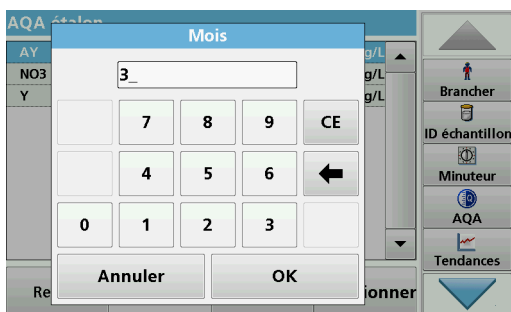 AQA étalon
Mois
AY
g/L
NO3
g/L
Y
3_
7 8 9 CE
4 5 6
0 1 2 3
Annuler OK
Re
ionner
Brancher
ID échantillon
Minuteur
AQA
Tendances